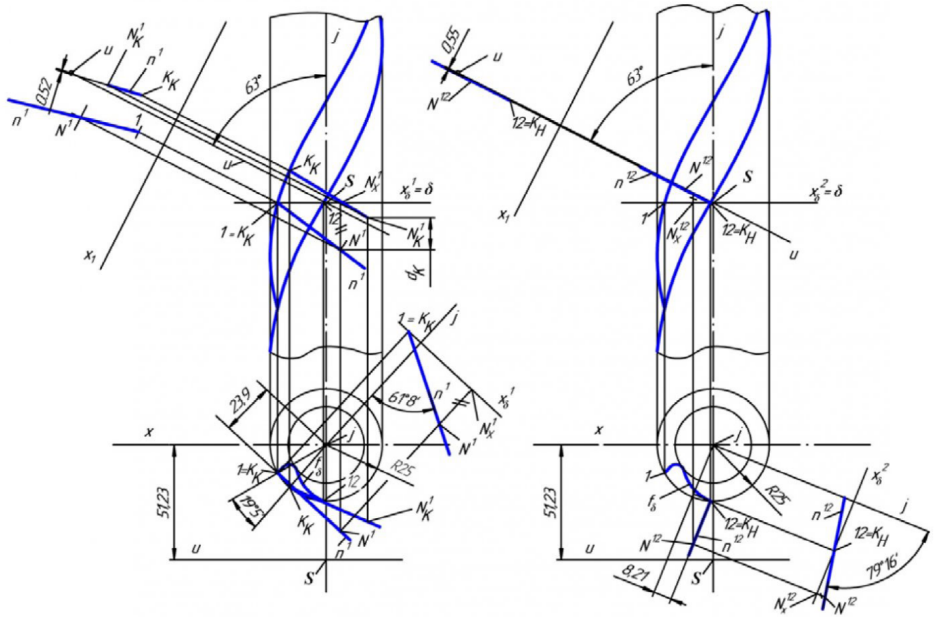 j
N¹K
u
n¹
KK
0,52
63°
n¹
N¹
1
u
KK
S
N¹x
x¹δ = δ
1 = KK
12
N¹
N¹K
n¹
dK
x₁
1 = KK
j
23,9
61°8'
n¹
x¹δ
N¹x
N¹
x
j
R25
1=KK
fδ
12
51,23
19°5'
KK
N¹K
N¹
n¹
u
S
j
0,55
u
N¹²
63°
12=KH
n¹²
N¹²
S
x²δ = δ
1
N¹²x
12=KH
x₁
u
x
j
x²δ
1
R25
j
fδ
n¹²
51,23
12=KH
12=KH
u
N¹²
n¹²
79°16'
8,21
S
N¹²x
N¹²